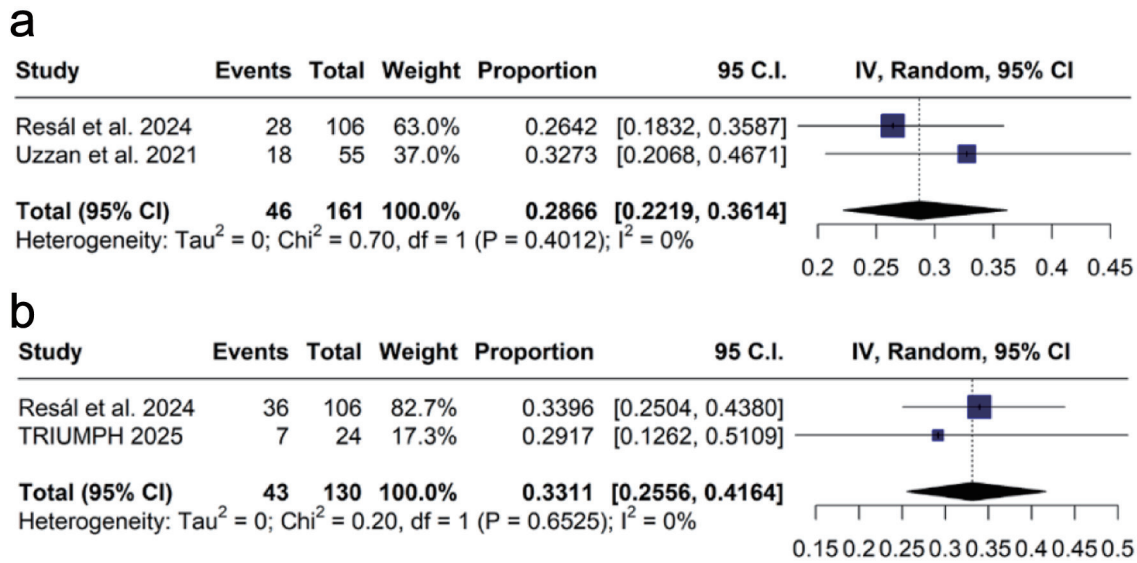 a
Study Events Total Weight Proportion 95 C.I. IV, Random, 95% CI
Resál et al. 2024 28 106 63.0% 0.2642 [0.1832, 0.3587]
Uzzan et al. 2021 18 55 37.0% 0.3273 [0.2068, 0.4671]
Total (95% CI) 46 161 100.0% 0.2866 [0.2219, 0.3614]
Heterogeneity: Tau² = 0; Chi² = 0.70, df = 1 (P = 0.4012); I² = 0%
0.2 0.25 0.3 0.35 0.4 0.45
b
Study Events Total Weight Proportion 95 C.I. IV, Random, 95% CI
Resál et al. 2024 36 106 82.7% 0.3396 [0.2504, 0.4380]
TRIUMPH 2025 7 24 17.3% 0.2917 [0.1262, 0.5109]
Total (95% CI) 43 130 100.0% 0.3311 [0.2556, 0.4164]
Heterogeneity: Tau² = 0; Chi² = 0.20, df = 1 (P = 0.6525); I² = 0%
0.15 0.2 0.25 0.3 0.35 0.4 0.45 0.5